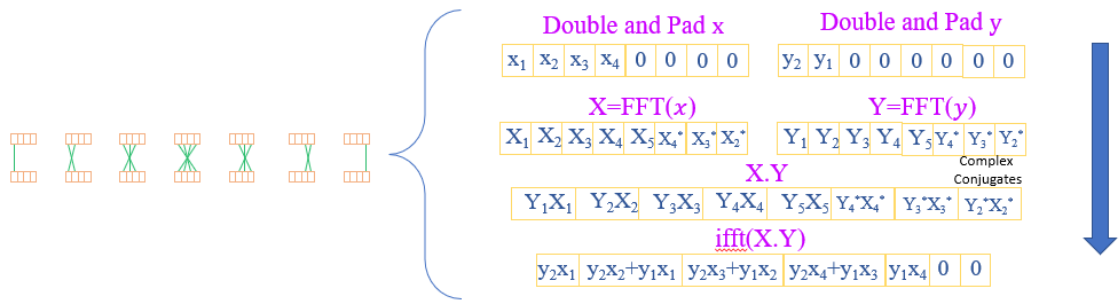 Double and Pad x Double and Pad y
x₁ x₂ x₃ x₄ 0 0 0 0 y₂ y₁ 0 0 0 0 0 0
X=FFT(x) Y=FFT(y)
X₁ X₂ X₃ X₄ X₅ X₄* X₃* X₂* Y₁ Y₂ Y₃ Y₄ Y₅ Y₄* Y₃* Y₂*
Complex
Conjugates
X.Y
Y₁X₁ Y₂X₂ Y₃X₃ Y₄X₄ Y₅X₅ Y₄*X₄* Y₃*X₃* Y₂*X₂*
ifft(X.Y)
y₂x₁ y₂x₂+y₁x₁ y₂x₃+y₁x₂ y₂x₄+y₁x₃ y₁x₄ 0 0